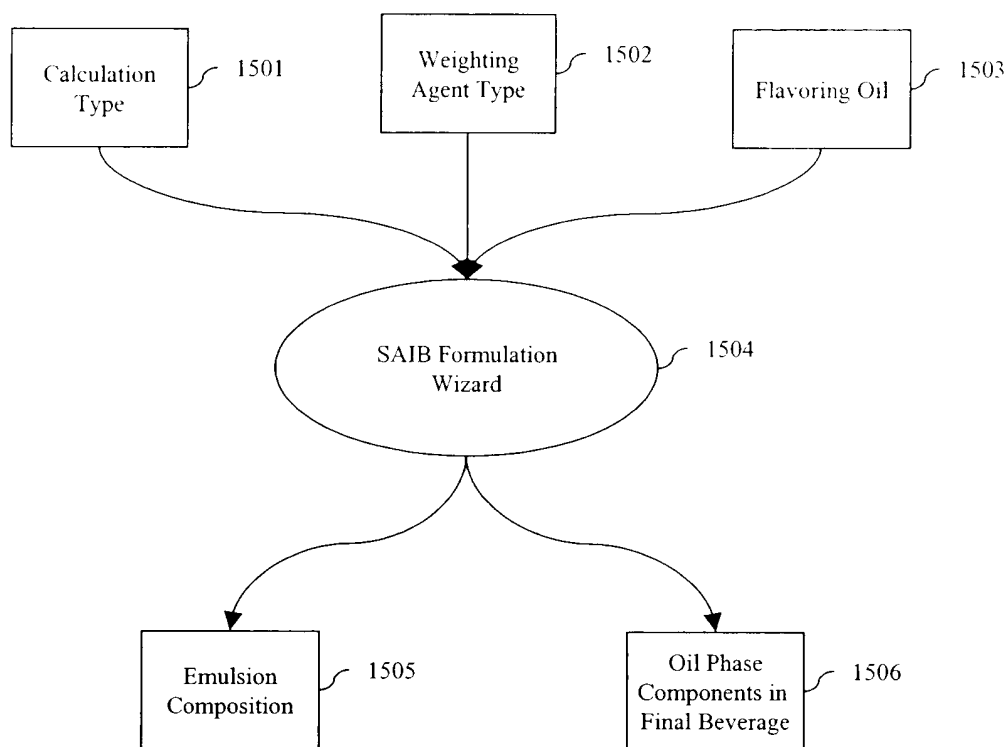 Calculation
Type
1501
Weighting
Agent Type
1502
Flavoring Oil
1503
SAIB Formulation
Wizard
1504
Emulsion
Composition
1505
Oil Phase
Components in
Final Beverage
1506